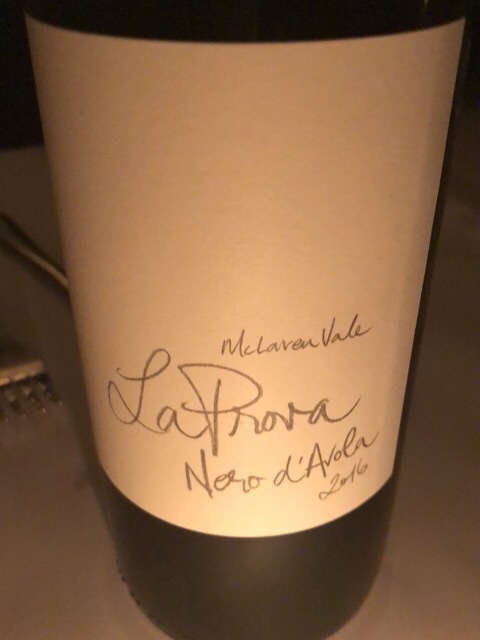 McLaren Vale
La Prova
Nero d'Avola
2016